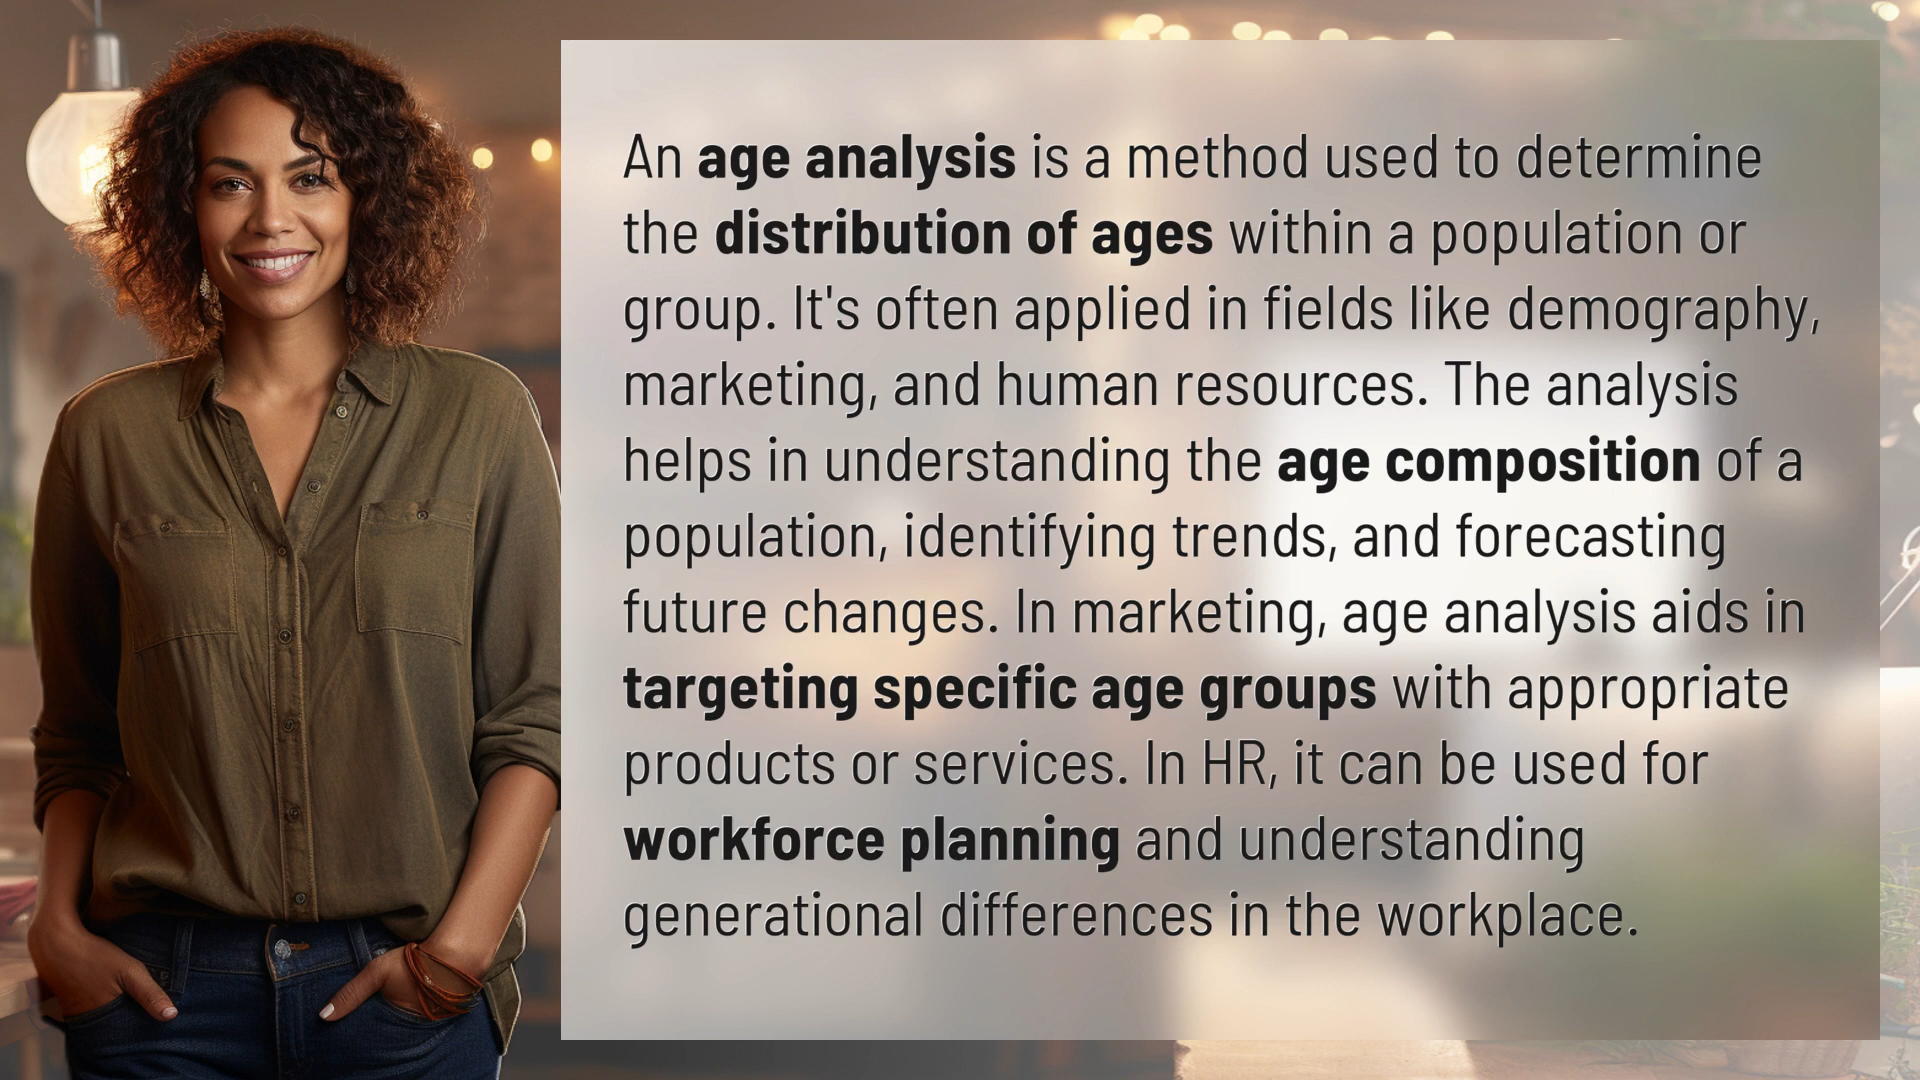 An age analysis is a method used to determine
the distribution of ages within a population or
group. It's often applied in fields like demography,
marketing, and human resources. The analysis
helps in understanding the age composition of a
population, identifying trends, and forecasting
future changes. In marketing, age analysis aids in
targeting specific age groups with appropriate
products or services. In HR, it can be used for
workforce planning and understanding
generational differences in the workplace.